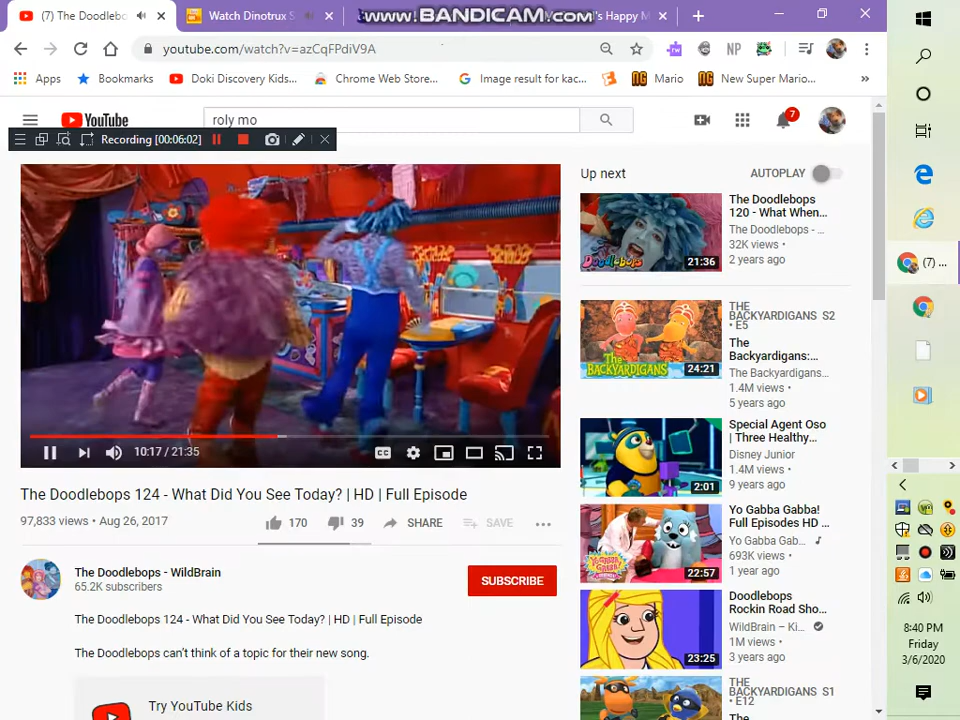 (7) The Doodlebo
Watch Dinotrux S
www.BANDICAM.com
's Happy M
youtube.com/watch?v=azCqFPdiV9A
NP
Apps
Bookmarks
Doki Discovery Kids...
Chrome Web Store...
Image result for kac...
Mario
New Super Mario...
»
YouTube
roly mo
7
Recording [00:06:02]
10:17 / 21:35
CC
The Doodlebops 124 - What Did You See Today? | HD | Full Episode
97,833 views • Aug 26, 2017
170
39
SHARE
SAVE
The Doodlebops - WildBrain
65.2K subscribers
SUBSCRIBE
The Doodlebops 124 - What Did You See Today? | HD | Full Episode
The Doodlebops can't think of a topic for their new song.
Try YouTube Kids
Up next
AUTOPLAY
Doodlebops
21:36
The Doodlebops
120 - What When...
The Doodlebops - ...
32K views •
2 years ago
THE
BACKYARDIGANS
24:21
THE
BACKYARDIGANS S2
• E5
The
Backyardigans:...
The Backyardigans...
1.4M views •
5 years ago
2:01
Special Agent Oso
| Three Healthy...
Disney Junior
1.4M views •
9 years ago
YO GABBA GABBA!
22:57
Yo Gabba Gabba!
Full Episodes HD ...
Yo Gabba Gab...
693K views •
1 year ago
23:25
Doodlebops
Rockin Road Sho...
WildBrain – Ki...
1M views •
3 years ago
THE
BACKYARDIGANS S1
• E12
The
(7) ...
8:40 PM
Friday
3/6/2020